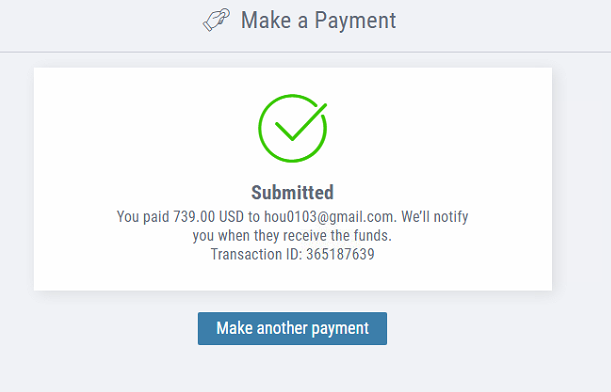 Make a Payment
Submitted
You paid 739.00 USD to hou0103@gmail.com. We'll notify
you when they receive the funds.
Transaction ID: 365187639
Make another payment